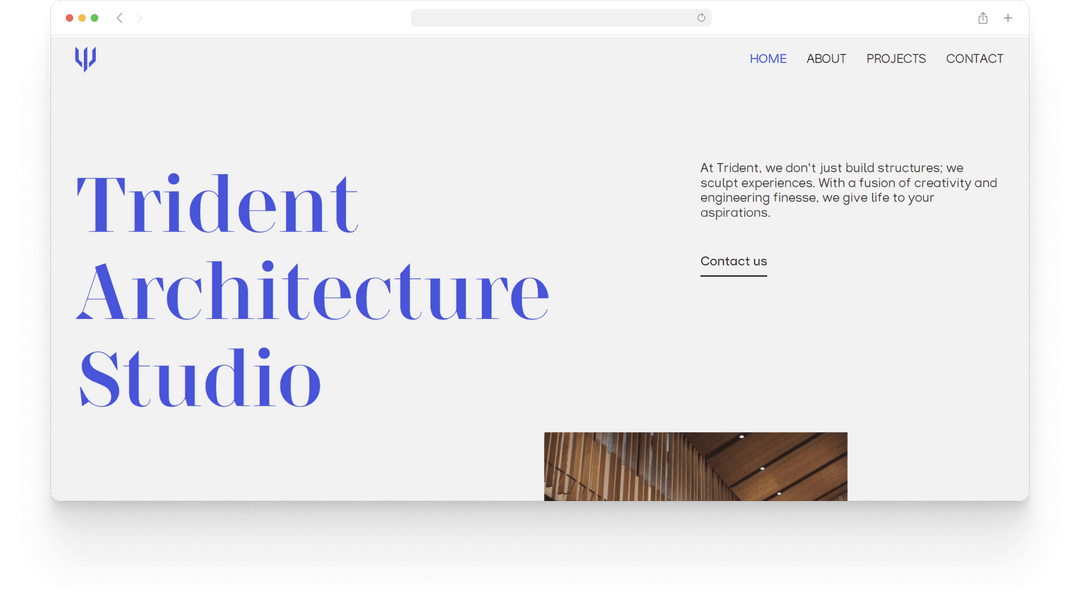 HOME ABOUT PROJECTS CONTACT
Trident
Architecture
Studio
At Trident, we don't just build structures; we
sculpt experiences. With a fusion of creativity and
engineering finesse, we give life to your
aspirations.
Contact us